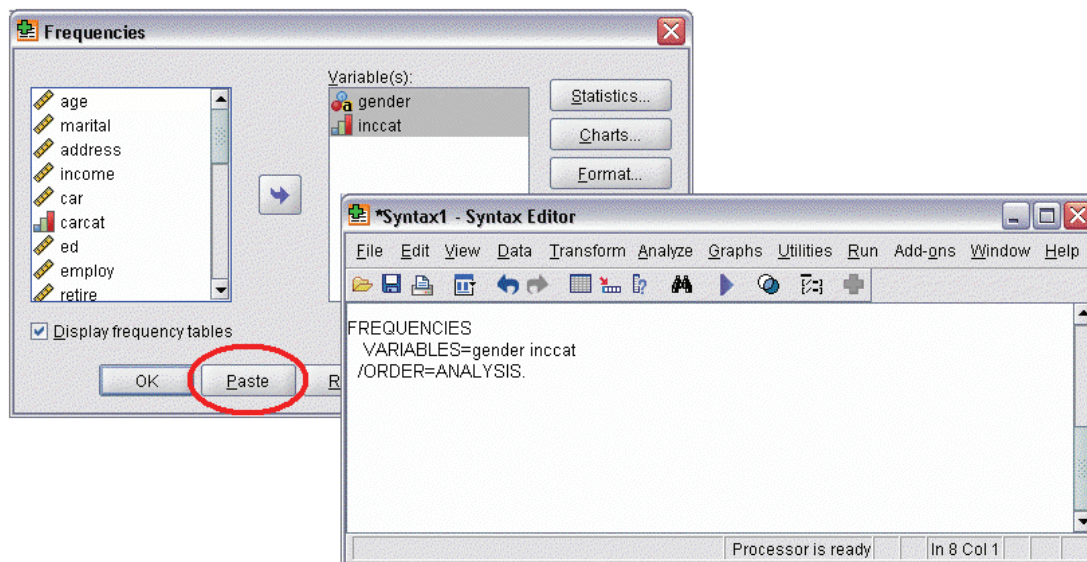 Frequencies
Variable(s):
age
marital
address
income
car
carcat
ed
employ
retire
gender
inccat
Statistics...
Charts...
Format...
Display frequency tables
OK
Paste
R
*Syntax1 - Syntax Editor
File Edit View Data Transform Analyze Graphs Utilities Run Add-ons Window Help
FREQUENCIES
VARIABLES=gender inccat
/ORDER=ANALYSIS.
Processor is ready
In 8 Col 1